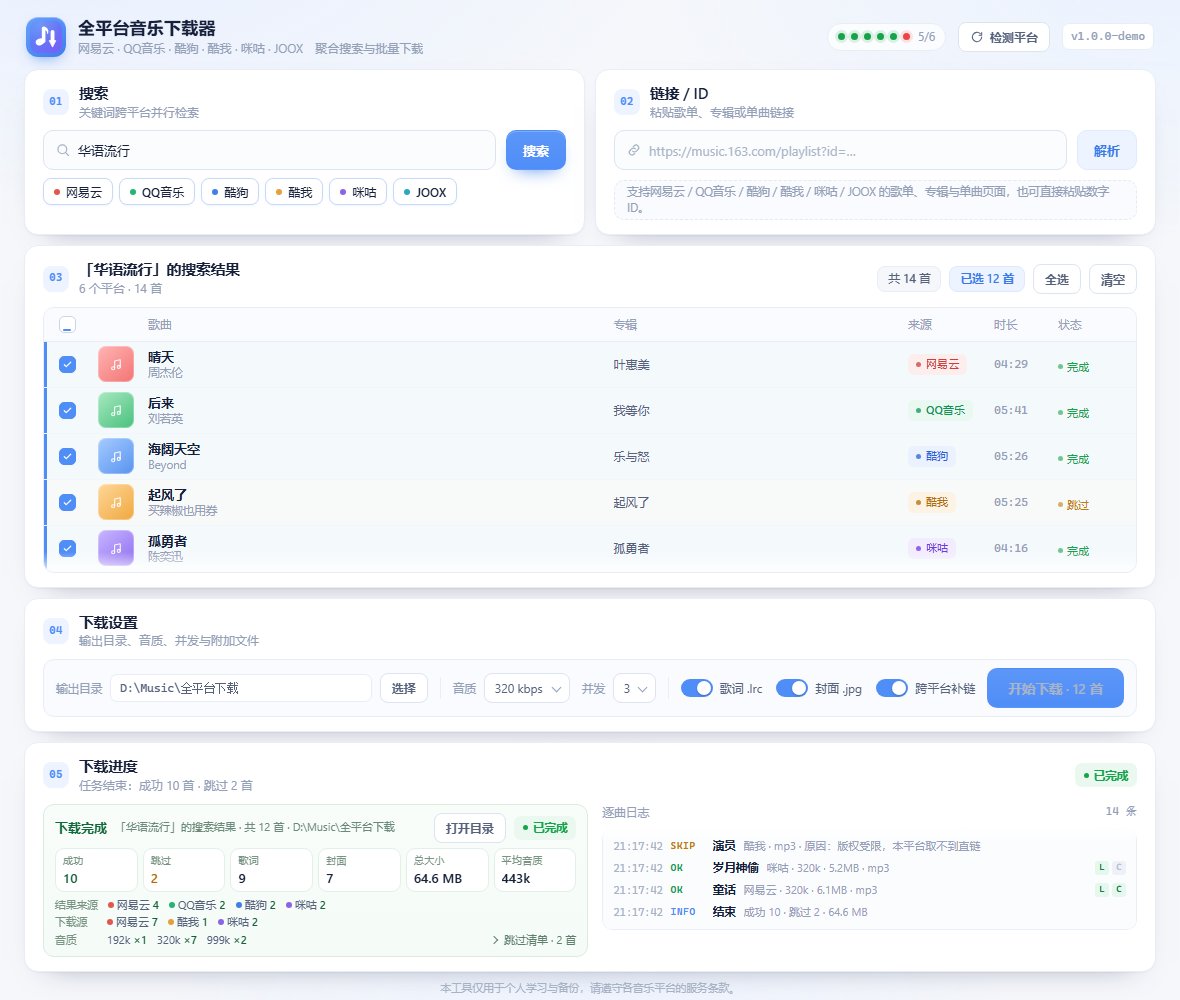 全平台音乐下载器
网易云 · QQ音乐 · 酷狗 · 酷我 · 咪咕 · JOOX 聚合搜索与批量下载
5/6
检测平台
v1.0.0-demo
01 搜索
关键词跨平台并行检索
华语流行
搜索
网易云 QQ音乐 酷狗 酷我 咪咕 JOOX
02 链接 / ID
粘贴歌单、专辑或单曲链接
https://music.163.com/playlist?id=...
解析
支持网易云 / QQ音乐 / 酷狗 / 酷我 / 咪咕 / JOOX 的歌单、专辑与单曲页面，也可直接粘贴数字
ID。
03 「华语流行」的搜索结果
6 个平台 · 14 首
共 14 首 已选 12 首 全选 清空
歌曲 专辑 来源 时长 状态
晴天
周杰伦
叶惠美 网易云 04:29 完成
后来
刘若英
我等你 QQ音乐 05:41 完成
海阔天空
Beyond
乐与怒 酷狗 05:26 完成
起风了
买辣椒也用券
起风了 酷我 05:25 跳过
孤勇者
陈奕迅
孤勇者 咪咕 04:16 完成
04 下载设置
输出目录、音质、并发与附加文件
输出目录 D:\Music\全平台下载 选择 音质 320 kbps 并发 3 歌词 .lrc 封面 .jpg 跨平台补链 开始下载 · 12 首
05 下载进度
任务结束：成功 10 首 · 跳过 2 首
已完成
下载完成 「华语流行」的搜索结果 · 共 12 首 · D:\Music\全平台下载 打开目录 已完成
成功 跳过 歌词 封面 总大小 平均音质
10 2 9 7 64.6 MB 443k
结果来源 网易云 4 QQ音乐 2 酷狗 2 咪咕 2
下载源 网易云 7 酷我 1 咪咕 2
音质 192k ×1 320k ×7 999k ×2 跳过清单 · 2 首
逐曲日志 14 条
21:17:42 SKIP 演员 酷我 · mp3 · 原因：版权受限，本平台取不到直链
21:17:42 OK 岁月神偷 咪咕 · 320k · 5.2MB · mp3 L C
21:17:42 OK 童话 网易云 · 320k · 6.1MB · mp3 L C
21:17:42 INFO 结束 成功 10 · 跳过 2 · 64.6 MB
本工具仅用于个人学习与备份，请遵守各音乐平台的服务条款。